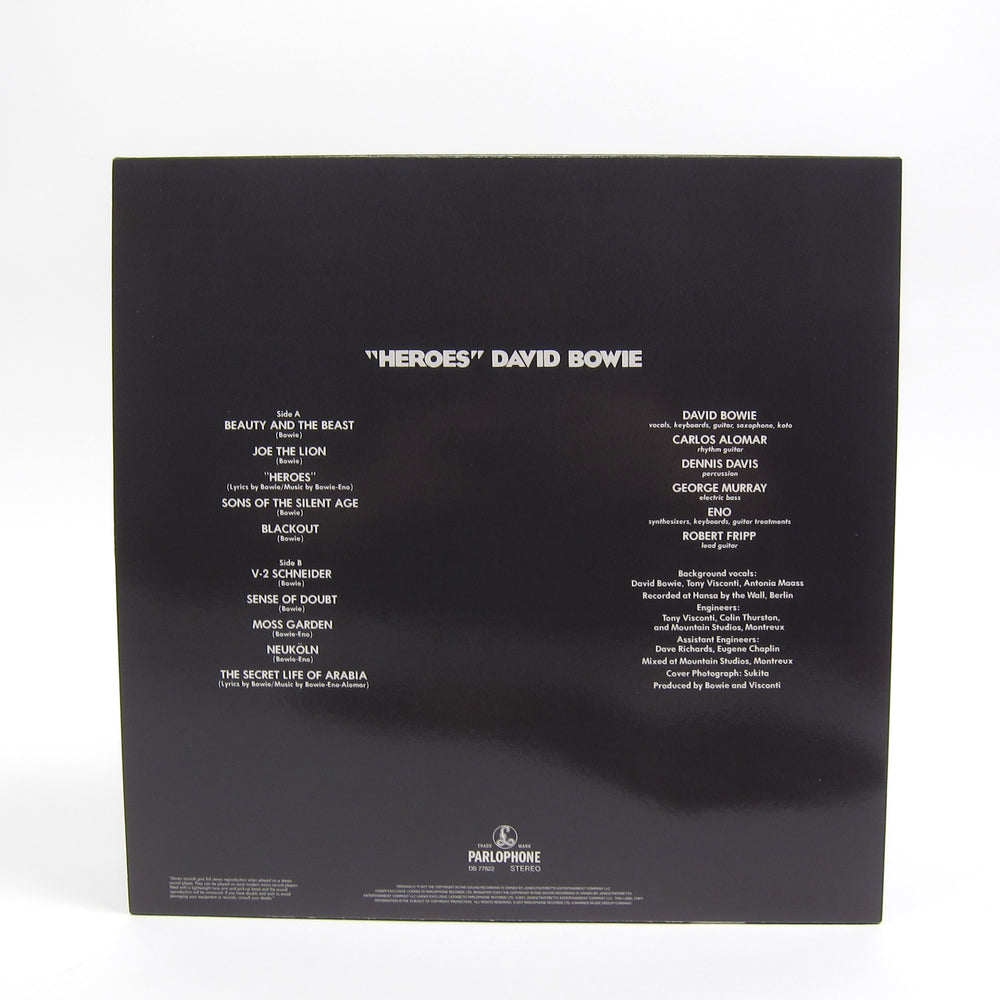 "HEROES" DAVID BOWIE
Side A
BEAUTY AND THE BEAST
(Bowie)
JOE THE LION
(Bowie)
"HEROES"
(Lyrics by Bowie/Music by Bowie-Eno)
SONS OF THE SILENT AGE
(Bowie)
BLACKOUT
(Bowie)
Side B
V-2 SCHNEIDER
(Bowie)
SENSE OF DOUBT
(Bowie)
MOSS GARDEN
(Bowie-Eno)
NEUKÖLN
(Bowie-Eno)
THE SECRET LIFE OF ARABIA
(Lyrics by Bowie/Music by Bowie-Eno-Alomar)
DAVID BOWIE
vocals, keyboards, guitar, saxophone, koto
CARLOS ALOMAR
rhythm guitar
DENNIS DAVIS
percussion
GEORGE MURRAY
electric bass
ENO
synthesizers, keyboards, guitar treatments
ROBERT FRIPP
lead guitar
Background vocals:
David Bowie, Tony Visconti, Antonia Maass
Recorded at Hansa by the Wall, Berlin
Engineers:
Tony Visconti, Colin Thurston,
and Mountain Studios, Montreux
Assistant Engineers:
Dave Richards, Eugene Chaplin
Mixed at Mountain Studios, Montreux
Cover Photograph: Sukita
Produced by Bowie and Visconti
TRADE MARK
PARLOPHONE
DB 77822 STEREO